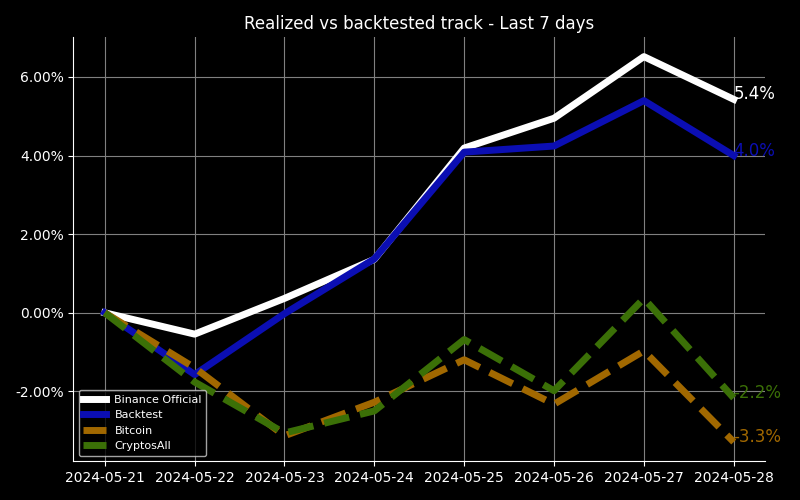 Realized vs backtested track - Last 7 days
6.00%
4.00%
2.00%
0.00%
-2.00%
5.4%
4.0%
-2.2%
-3.3%
Binance Official
Backtest
Bitcoin
CryptosAll
2024-05-21 2024-05-22 2024-05-23 2024-05-24 2024-05-25 2024-05-26 2024-05-27 2024-05-28